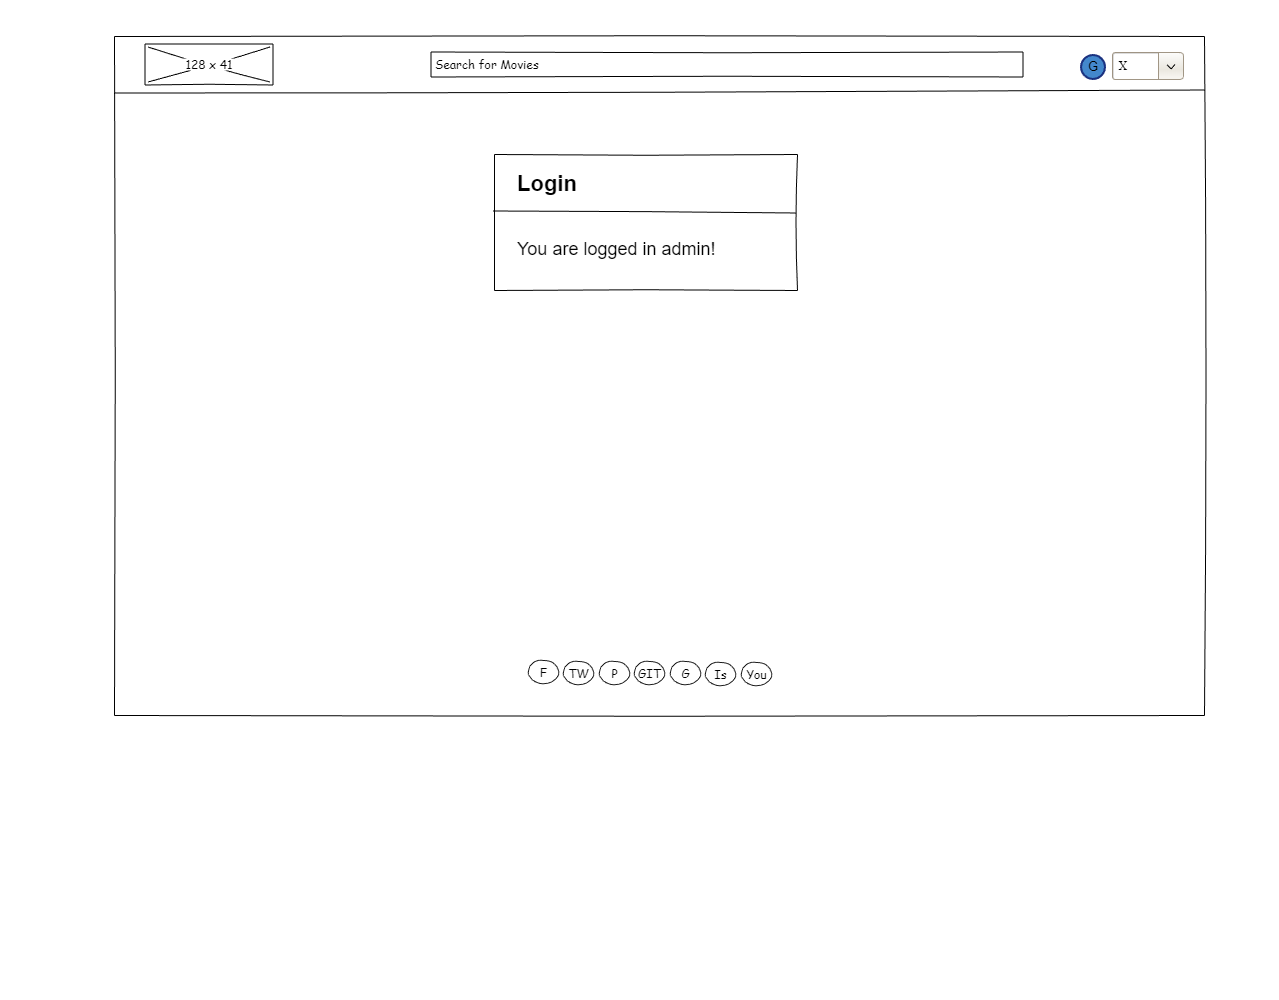 128 x 41
Search for Movies
G
X
Login
You are logged in admin!
F TW P GIT G Is You